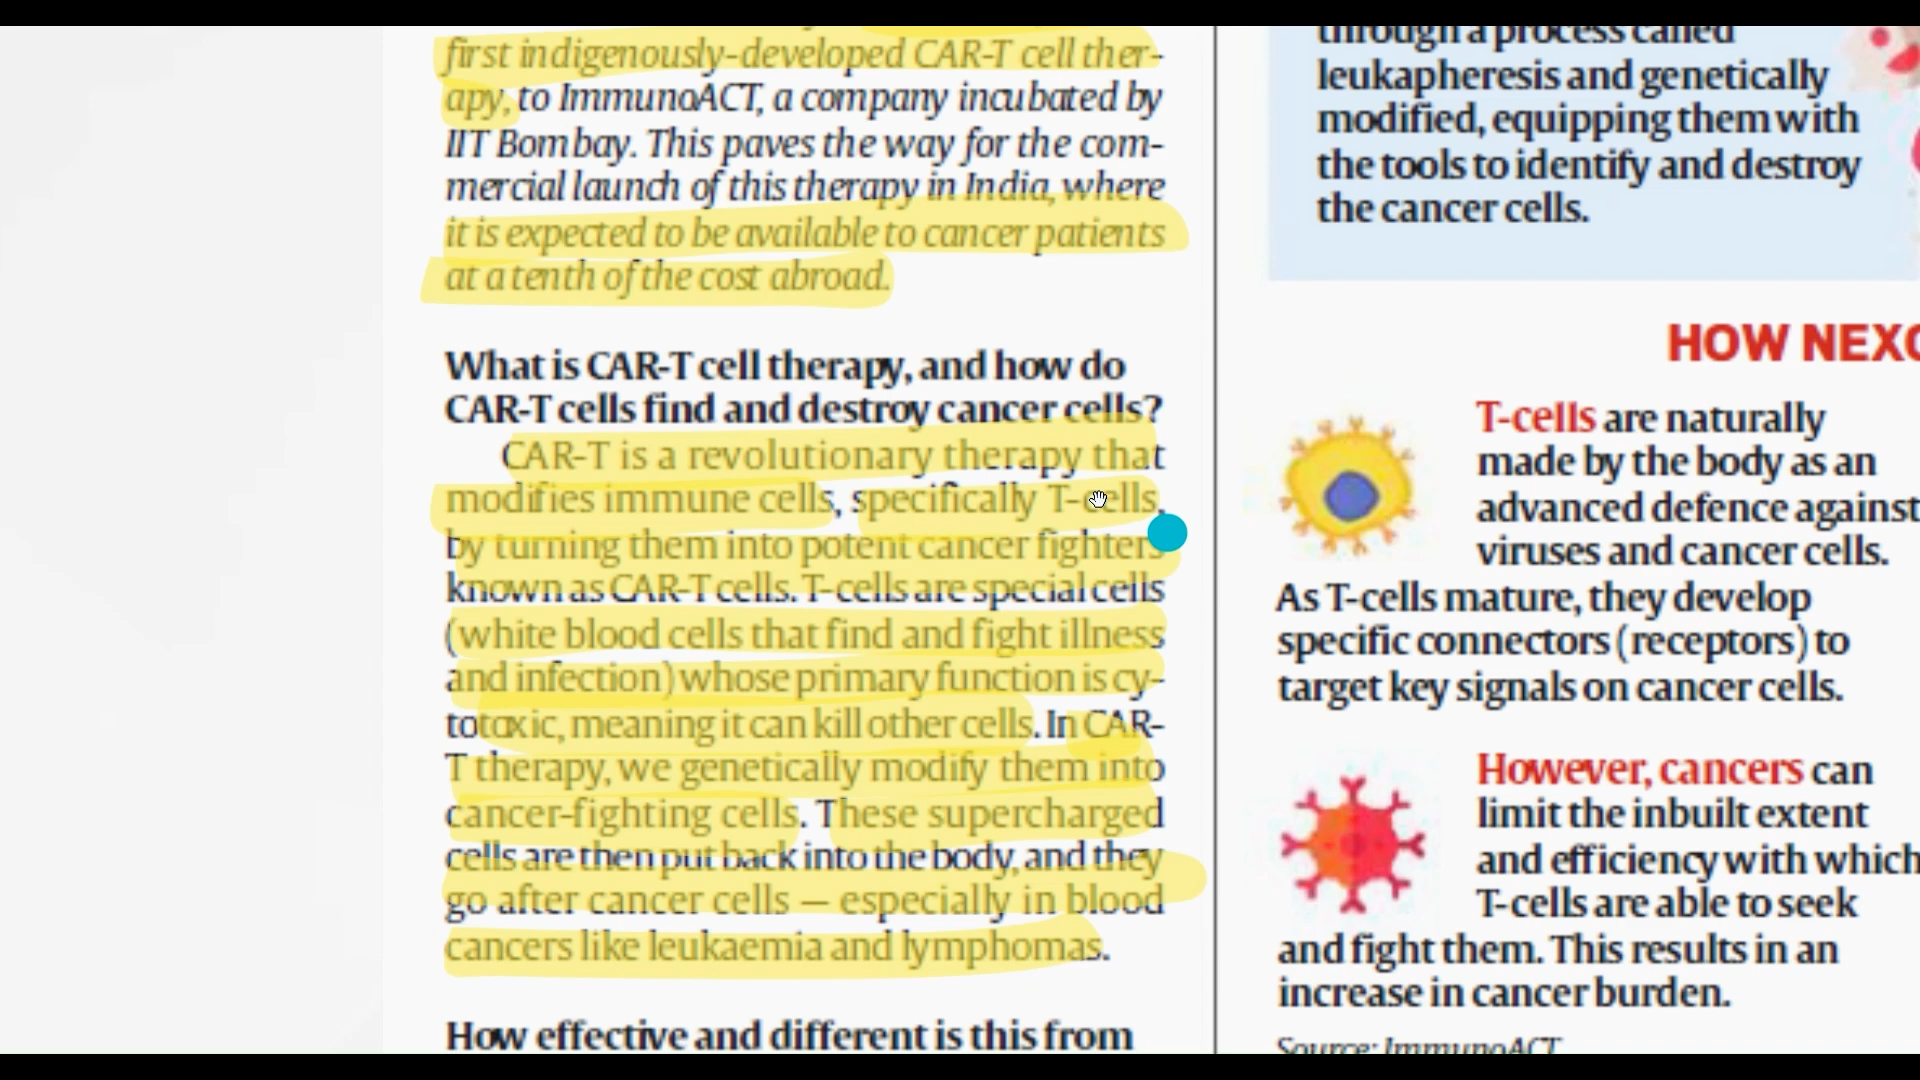 first indigenously-developed CAR-T cell ther-
apy, to ImmunoACT, a company incubated by
IIT Bombay. This paves the way for the com-
mercial launch of this therapy in India, where
it is expected to be available to cancer patients
at a tenth of the cost abroad.
What is CAR-T cell therapy, and how do
CAR-T cells find and destroy cancer cells?
CAR-T is a revolutionary therapy that
modifies immune cells, specifically T-cells,
by turning them into potent cancer fighters
known as CAR-T cells. T-cells are special cells
(white blood cells that find and fight illness
and infection) whose primary function is cy-
totoxic, meaning it can kill other cells. In CAR-
T therapy, we genetically modify them into
cancer-fighting cells. These supercharged
cells are then put back into the body, and they
go after cancer cells — especially in blood
cancers like leukaemia and lymphomas.
How effective and different is this from
through a process called
leukapheresis and genetically
modified, equipping them with
the tools to identify and destroy
the cancer cells.
HOW NEXC
T-cells are naturally
made by the body as an
advanced defence against
viruses and cancer cells.
As T-cells mature, they develop
specific connectors (receptors) to
target key signals on cancer cells.
However, cancers can
limit the inbuilt extent
and efficiency with which
T-cells are able to seek
and fight them. This results in an
increase in cancer burden.
Source: ImmunoACT